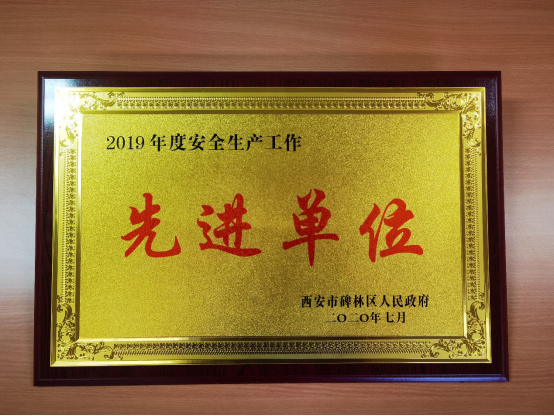 2019年度安全生产工作
先进单位
西安市碑林区人民政府
二〇二〇年七月